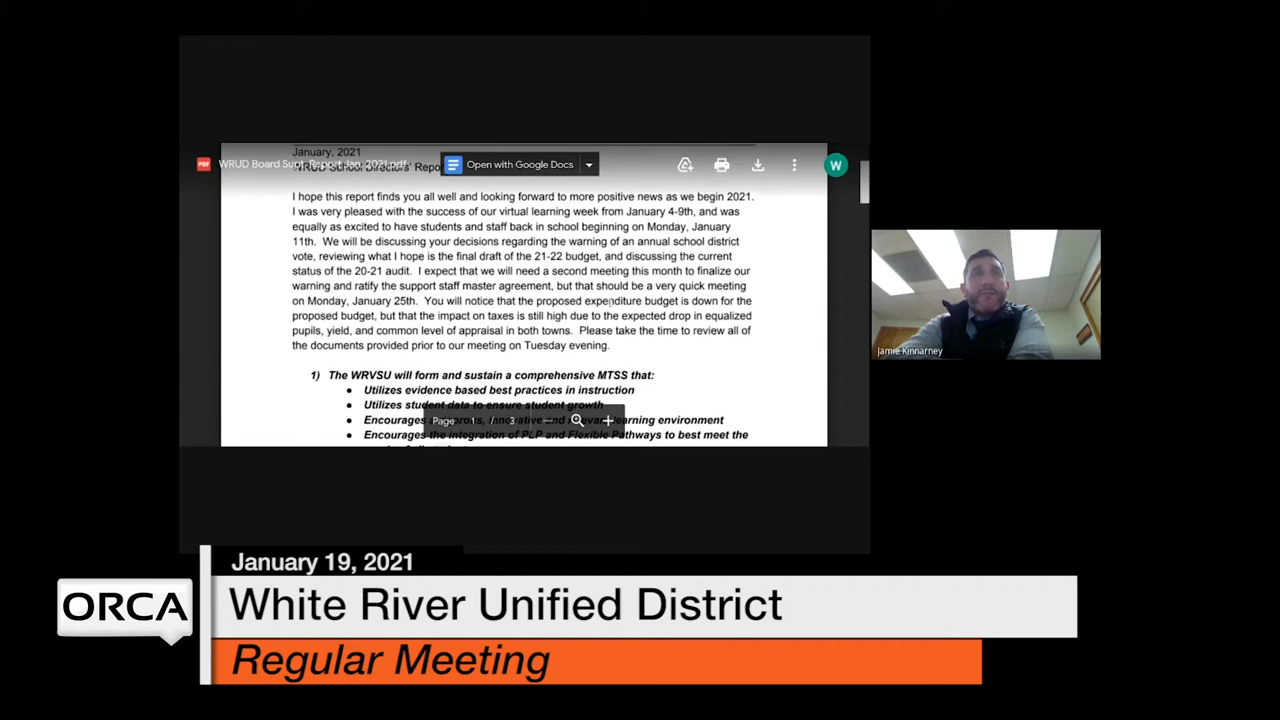 January, 2021
WRUD Board Supt. Report Jan. 2021.pdf
Open with Google Docs
W
WRUD School Directors' Repo
I hope this report finds you all well and looking forward to more positive news as we begin 2021.
I was very pleased with the success of our virtual learning week from January 4-9th, and was
equally as excited to have students and staff back in school beginning on Monday, January
11th. We will be discussing your decisions regarding the warning of an annual school district
vote, reviewing what I hope is the final draft of the 21-22 budget, and discussing the current
status of the 20-21 audit. I expect that we will need a second meeting this month to finalize our
warning and ratify the support staff master agreement, but that should be a very quick meeting
on Monday, January 25th. You will notice that the proposed expenditure budget is down for the
proposed budget, but that the impact on taxes is still high due to the expected drop in equalized
pupils, yield, and common level of appraisal in both towns. Please take the time to review all of
the documents provided prior to our meeting on Tuesday evening.
1) The WRVSU will form and sustain a comprehensive MTSS that:
● Utilizes evidence based best practices in instruction
● Utilizes student data to ensure student growth
● Encourages a rigorous, innovative and relevant learning environment
Page 1 / 3
● Encourages the integration of PLP and Flexible Pathways to best meet the
Jamie Kinnarney
January 19, 2021
ORCA
White River Unified District
Regular Meeting